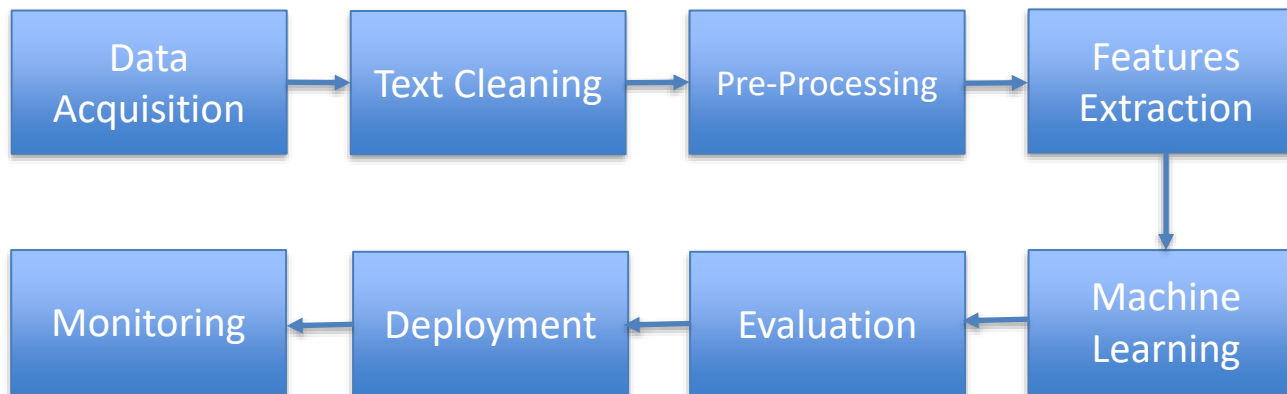 Data
Acquisition
Text Cleaning
Pre-Processing
Features
Extraction
Machine
Learning
Evaluation
Deployment
Monitoring